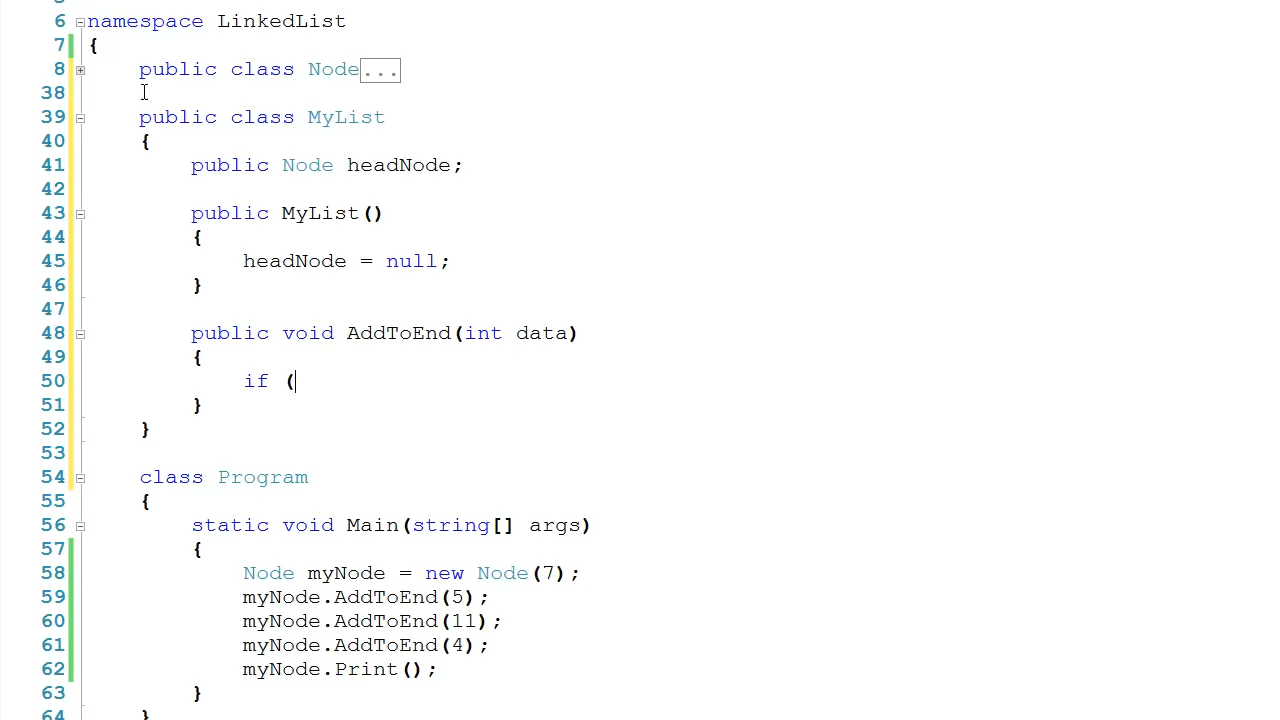 6 namespace LinkedList
7 {
8 public class Node...
38
39 public class MyList
40 {
41 public Node headNode;
42
43 public MyList()
44 {
45 headNode = null;
46 }
47
48 public void AddToEnd(int data)
49 {
50 if (
51 }
52 }
53
54 class Program
55 {
56 static void Main(string[] args)
57 {
58 Node myNode = new Node(7);
59 myNode.AddToEnd(5);
60 myNode.AddToEnd(11);
61 myNode.AddToEnd(4);
62 myNode.Print();
63 }
64 }